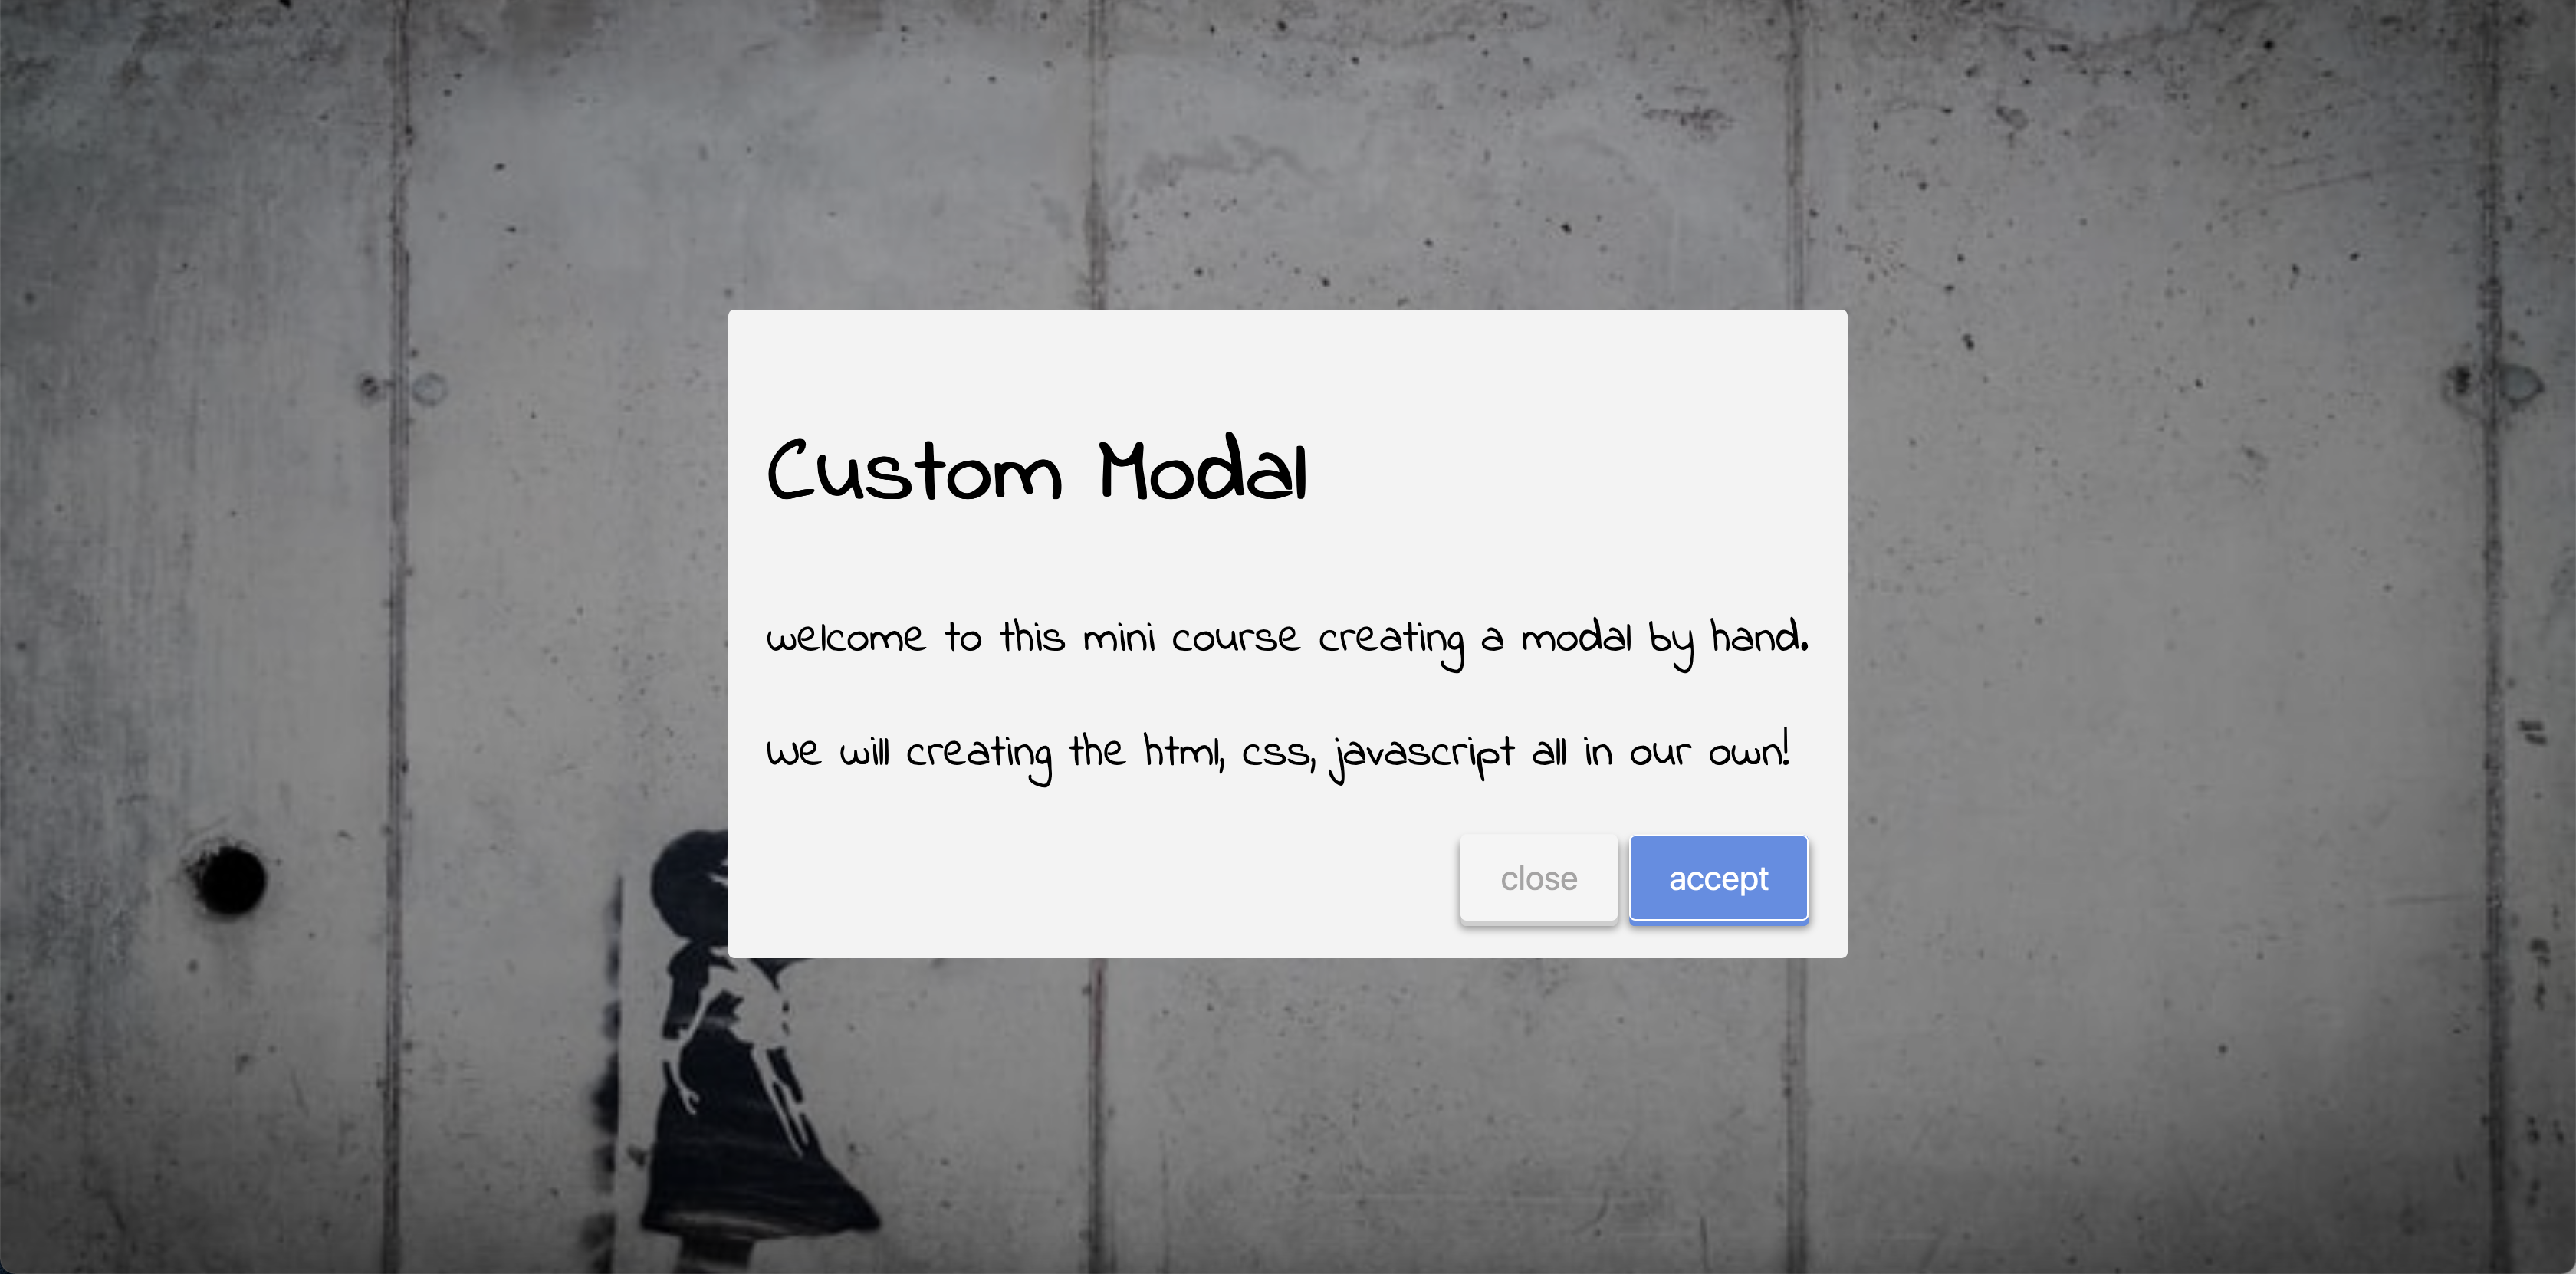 Custom Modal
welcome to this mini course creating a modal by hand.
we will creating the html, css, javascript all in our own!
close
accept